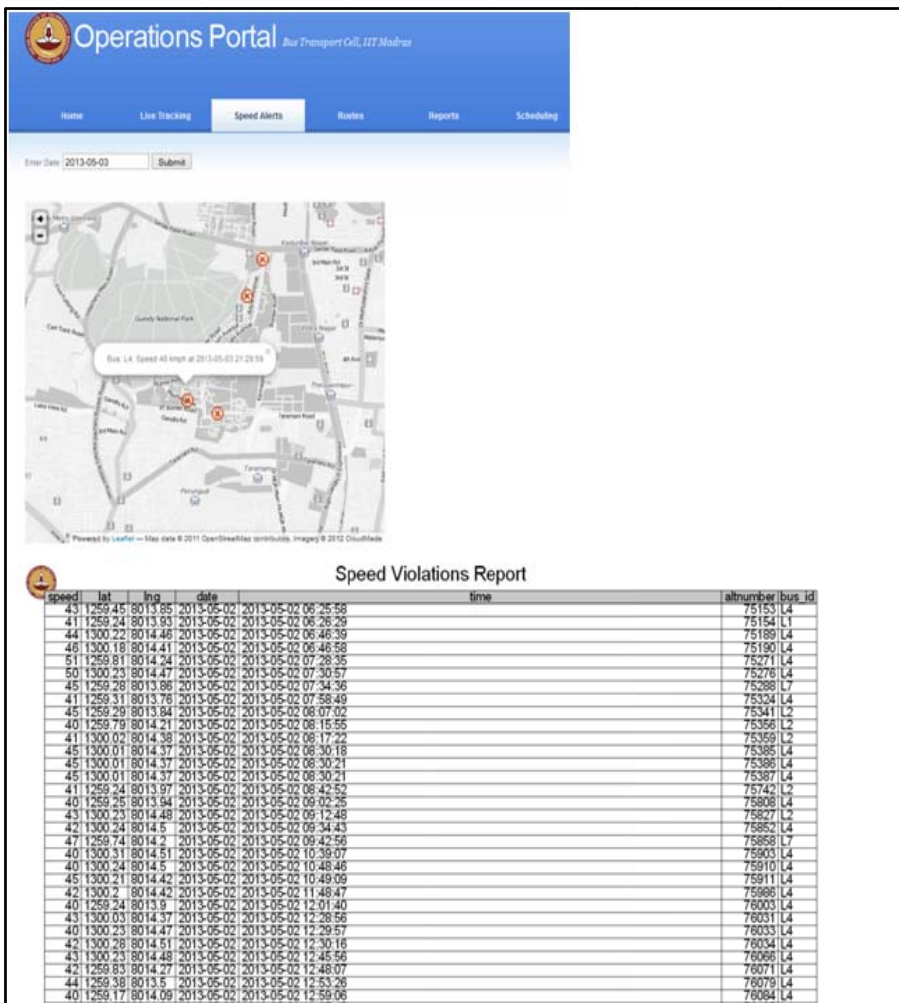 Operations Portal Bus Transport Cell, IIT Madras
Home Live Tracking Speed Alerts Routes Reports Scheduling
Enter Date 2013-05-03 Submit
+
-
Kasturba Nagar
3rd Main Rd
Guindy National Park
Indira Nagar
4th Ave
Bus: L4, Speed 40 kmph at 2013-05-03 21:28:59
Thiruvanmiyur
Lake View Rd
Gandhi Rd
Taramani Road
Taramani
Perungudi
Powered by Leaflet — Map data © 2011 OpenStreetMap contributors, Imagery © 2012 CloudMade
Speed Violations Report
speed lat lng date time altnumber bus_id
43 1259.45 8013.85 2013-05-02 2013-05-02 06:25:58 75153 L4
41 1259.24 8013.93 2013-05-02 2013-05-02 06:26:29 75154 L1
44 1300.22 8014.46 2013-05-02 2013-05-02 06:46:39 75189 L4
46 1300.18 8014.41 2013-05-02 2013-05-02 06:46:58 75190 L4
51 1259.81 8014.24 2013-05-02 2013-05-02 07:28:35 75271 L4
50 1300.23 8014.47 2013-05-02 2013-05-02 07:30:57 75276 L4
45 1259.28 8013.86 2013-05-02 2013-05-02 07:34:36 75288 L7
41 1259.31 8013.76 2013-05-02 2013-05-02 07:58:49 75324 L4
45 1259.29 8013.84 2013-05-02 2013-05-02 08:07:02 75341 L2
40 1259.79 8014.21 2013-05-02 2013-05-02 08:15:55 75356 L2
41 1300.02 8014.38 2013-05-02 2013-05-02 08:17:22 75359 L2
45 1300.01 8014.37 2013-05-02 2013-05-02 08:30:18 75385 L4
45 1300.01 8014.37 2013-05-02 2013-05-02 08:30:21 75386 L4
45 1300.01 8014.37 2013-05-02 2013-05-02 08:30:21 75387 L4
41 1259.24 8013.97 2013-05-02 2013-05-02 08:42:52 75742 L2
40 1259.25 8013.94 2013-05-02 2013-05-02 09:02:25 75808 L4
43 1300.23 8014.48 2013-05-02 2013-05-02 09:12:48 75827 L2
42 1300.24 8014.5 2013-05-02 2013-05-02 09:34:43 75852 L4
47 1259.74 8014.2 2013-05-02 2013-05-02 09:42:56 75858 L7
40 1300.31 8014.51 2013-05-02 2013-05-02 10:39:07 75903 L4
40 1300.24 8014.5 2013-05-02 2013-05-02 10:48:46 75910 L4
45 1300.21 8014.42 2013-05-02 2013-05-02 10:49:09 75911 L4
42 1300.2 8014.42 2013-05-02 2013-05-02 11:48:47 75986 L4
40 1259.24 8013.9 2013-05-02 2013-05-02 12:01:40 76003 L4
43 1300.03 8014.37 2013-05-02 2013-05-02 12:28:56 76031 L4
40 1300.23 8014.47 2013-05-02 2013-05-02 12:29:57 76033 L4
42 1300.28 8014.51 2013-05-02 2013-05-02 12:30:16 76034 L4
43 1300.23 8014.48 2013-05-02 2013-05-02 12:45:56 76066 L4
42 1259.83 8014.27 2013-05-02 2013-05-02 12:48:07 76071 L4
44 1259.38 8013.5 2013-05-02 2013-05-02 12:53:26 76079 L4
40 1259.17 8014.09 2013-05-02 2013-05-02 12:59:06 76084 L4